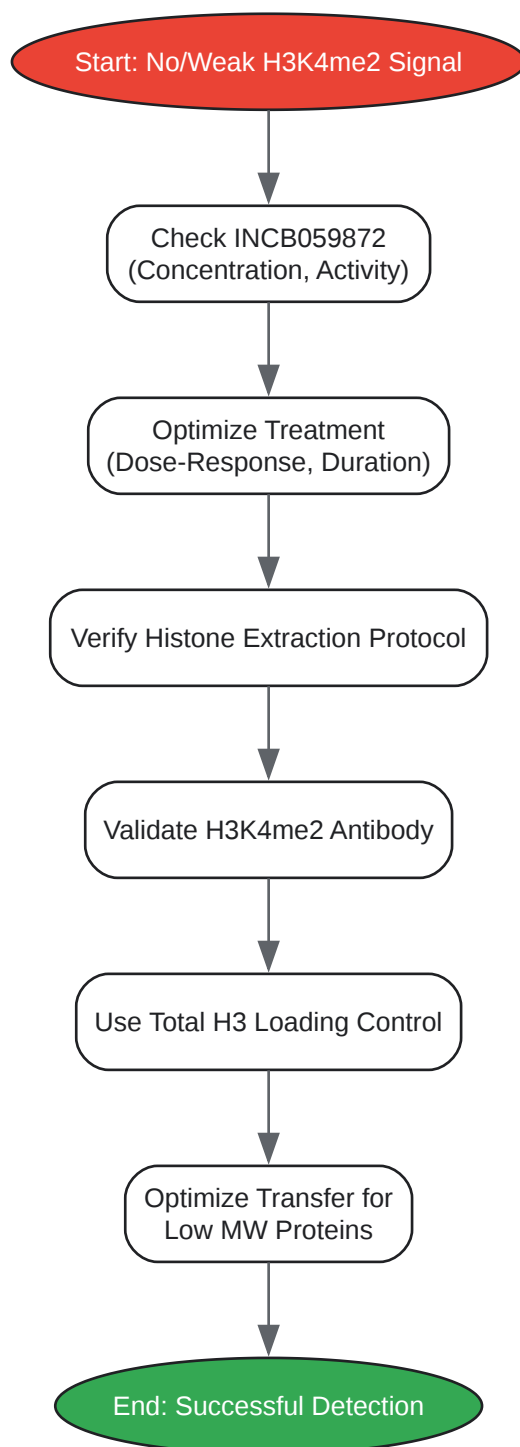 Start: No/Weak H3K4me2 Signal
Check INCB059872
(Concentration, Activity)
Optimize Treatment
(Dose-Response, Duration)
Verify Histone Extraction Protocol
Validate H3K4me2 Antibody
Use Total H3 Loading Control
Optimize Transfer for
Low MW Proteins
End: Successful Detection